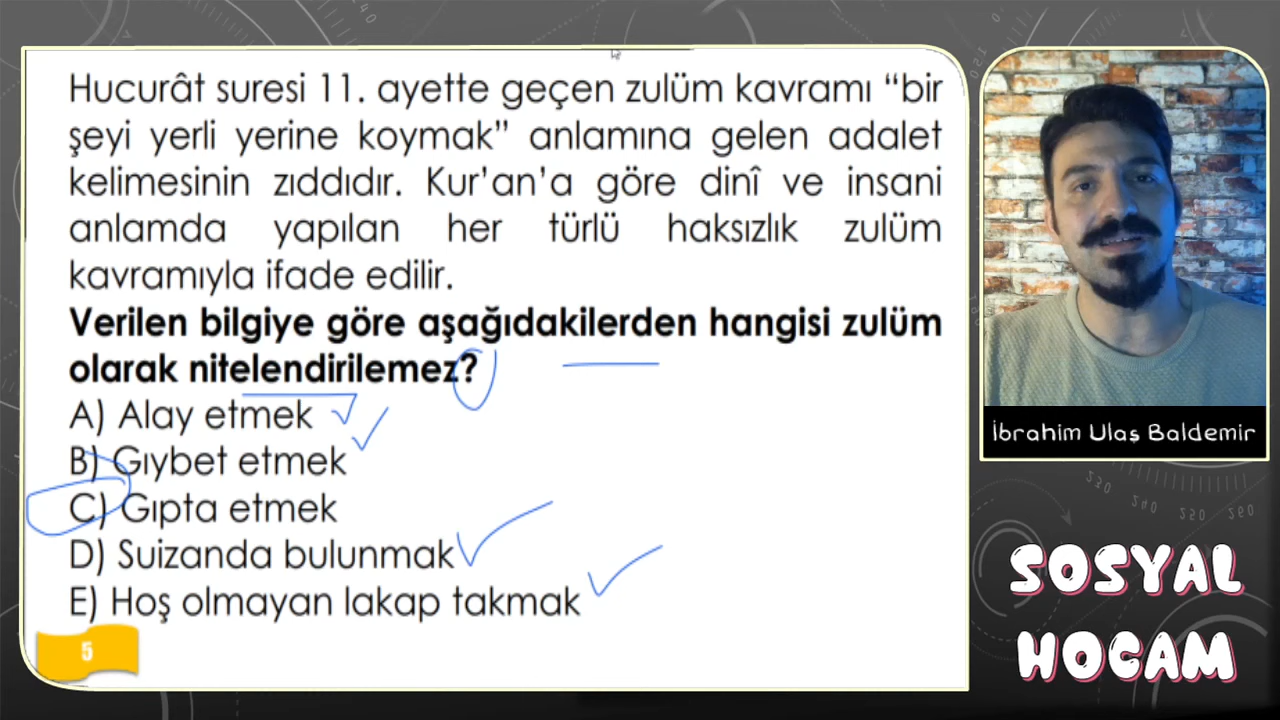 Hucurât suresi 11. ayette geçen zulüm kavramı “bir
şeyi yerli yerine koymak” anlamına gelen adalet
kelimesinin zıddıdır. Kur’an’a göre dinî ve insani
anlamda yapılan her türlü haksızlık zulüm
kavramıyla ifade edilir.
Verilen bilgiye göre aşağıdakilerden hangisi zulüm
olarak nitelendirilemez?
A) Alay etmek
B) Gıybet etmek
C) Gıpta etmek
D) Suizanda bulunmak
E) Hoş olmayan lakap takmak
5
İbrahim Ulaş Baldemir
SOSYAL
HOCAM